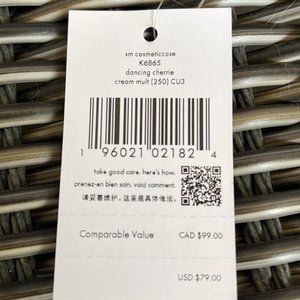 sm cosmeticcase
K6865
dancing cherrie
cream mult (250) CU3
1 96021 02182 4
take good care. here's how.
prenez-en bien soin. void comment.
请妥善维护。这里是具体做法。
Comparable Value CAD $99.00
USD $79.00